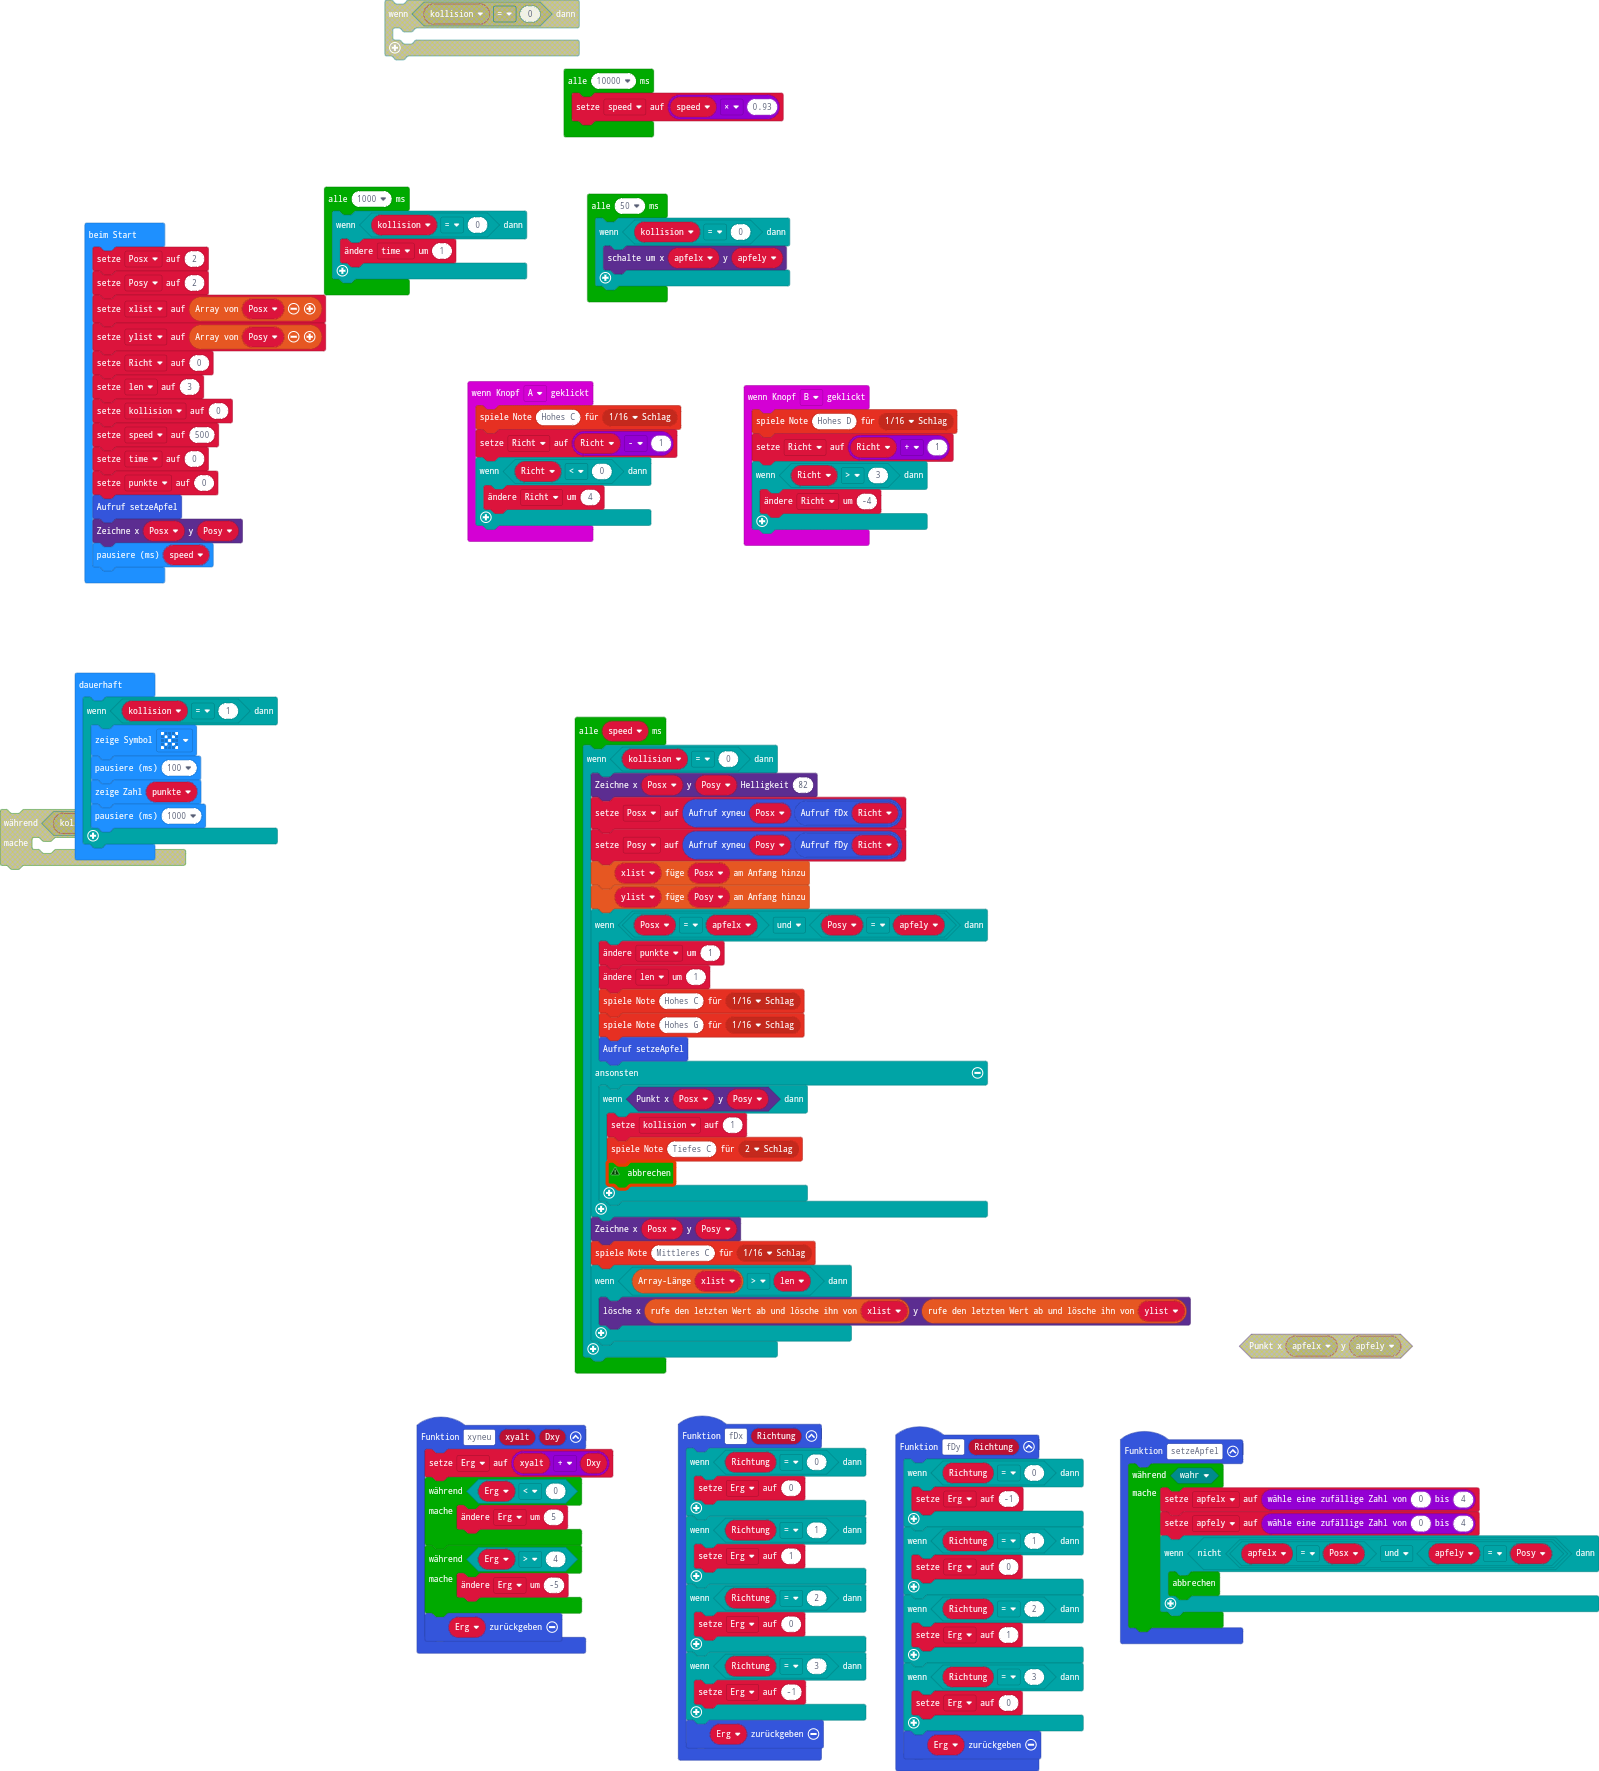 wenn kollision = 0 dann
alle 10000 ms
setze speed auf speed × 0.93
alle 1000 ms
wenn kollision = 0 dann
ändere time um 1
alle 50 ms
wenn kollision = 0 dann
schalte um x apfelx y apfely
beim Start
setze Posx auf 2
setze Posy auf 2
setze xlist auf Array von Posx
setze ylist auf Array von Posy
setze Richt auf 0
setze len auf 3
setze kollision auf 0
setze speed auf 500
setze time auf 0
setze punkte auf 0
Aufruf setzeApfel
Zeichne x Posx y Posy
pausiere (ms) speed
wenn Knopf A geklickt
spiele Note Hohes C für 1/16 Schlag
setze Richt auf Richt - 1
wenn Richt < 0 dann
ändere Richt um 4
wenn Knopf B geklickt
spiele Note Hohes D für 1/16 Schlag
setze Richt auf Richt + 1
wenn Richt > 3 dann
ändere Richt um -4
dauerhaft
wenn kollision = 1 dann
zeige Symbol
pausiere (ms) 100
zeige Zahl punkte
pausiere (ms) 1000
während kol
mache
alle speed ms
wenn kollision = 0 dann
Zeichne x Posx y Posy Helligkeit 82
setze Posx auf Aufruf xyneu Posx Aufruf fDx Richt
setze Posy auf Aufruf xyneu Posy Aufruf fDy Richt
xlist füge Posx am Anfang hinzu
ylist füge Posy am Anfang hinzu
wenn Posx = apfelx und Posy = apfely dann
ändere punkte um 1
ändere len um 1
spiele Note Hohes C für 1/16 Schlag
spiele Note Hohes G für 1/16 Schlag
Aufruf setzeApfel
ansonsten
wenn Punkt x Posx y Posy dann
setze kollision auf 1
spiele Note Tiefes C für 2 Schlag
abbrechen
Zeichne x Posx y Posy
spiele Note Mittleres C für 1/16 Schlag
wenn Array-Länge xlist > len dann
lösche x rufe den letzten Wert ab und lösche ihn von xlist y rufe den letzten Wert ab und lösche ihn von ylist
Punkt x apfelx y apfely
Funktion xyneu xyalt Dxy
setze Erg auf xyalt + Dxy
während Erg < 0
mache
ändere Erg um 5
während Erg > 4
mache
ändere Erg um -5
Erg zurückgeben
Funktion fDx Richtung
wenn Richtung = 0 dann
setze Erg auf 0
wenn Richtung = 1 dann
setze Erg auf 1
wenn Richtung = 2 dann
setze Erg auf 0
wenn Richtung = 3 dann
setze Erg auf -1
Erg zurückgeben
Funktion fDy Richtung
wenn Richtung = 0 dann
setze Erg auf -1
wenn Richtung = 1 dann
setze Erg auf 0
wenn Richtung = 2 dann
setze Erg auf 1
wenn Richtung = 3 dann
setze Erg auf 0
Erg zurückgeben
Funktion setzeApfel
während wahr
mache
setze apfelx auf wähle eine zufällige Zahl von 0 bis 4
setze apfely auf wähle eine zufällige Zahl von 0 bis 4
wenn nicht apfelx = Posx und apfely = Posy dann
abbrechen